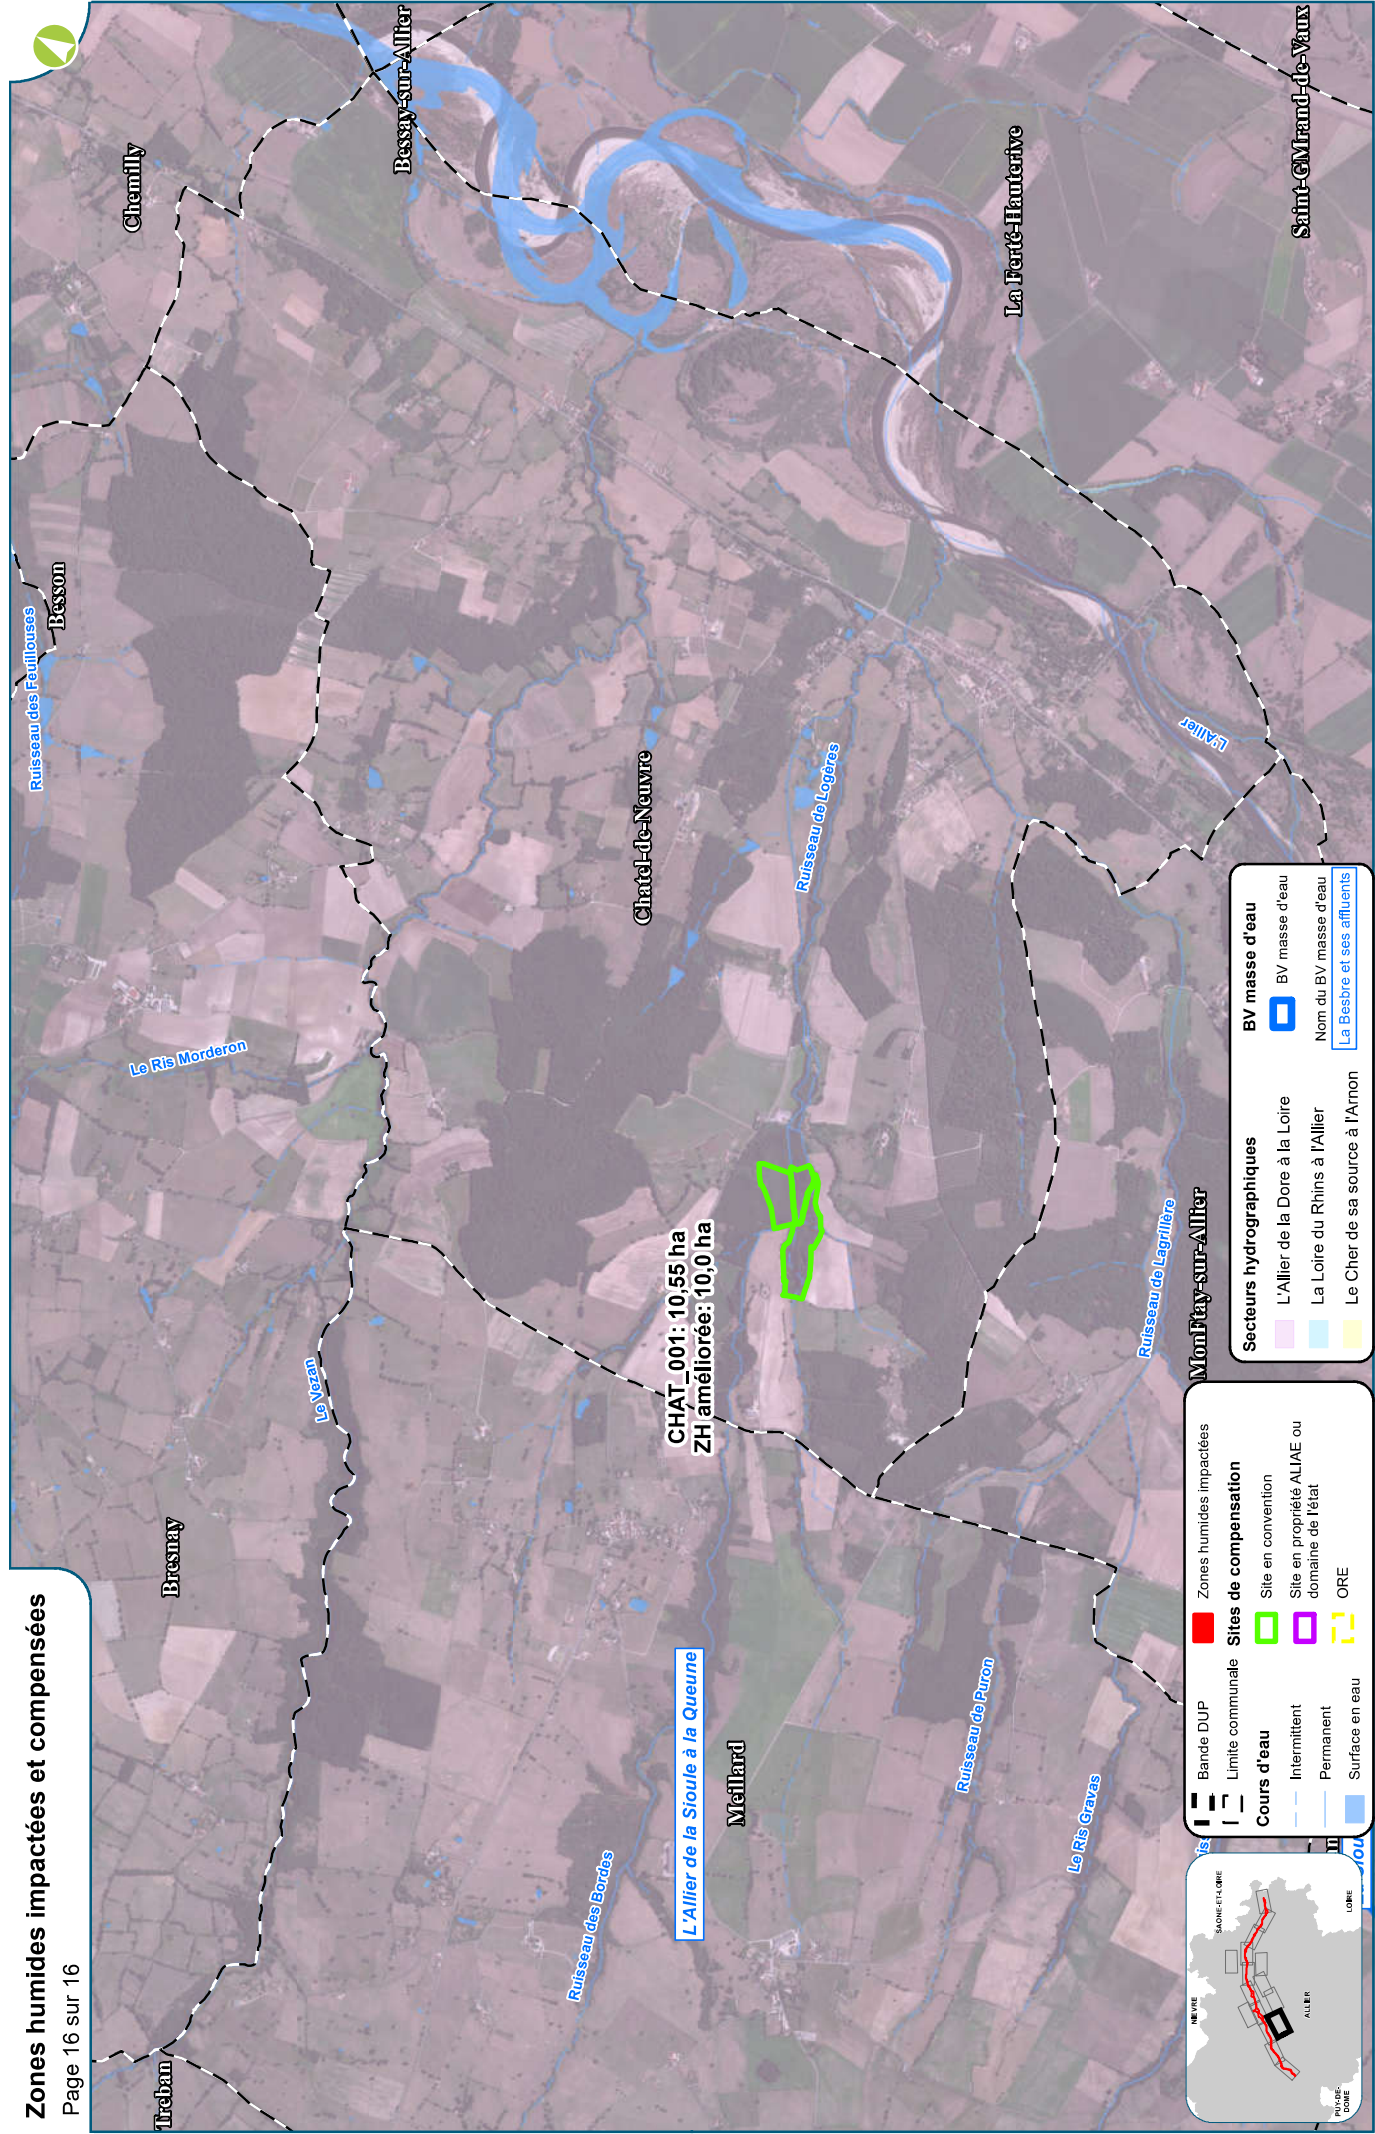 Zones humides impactées et compensées
Page 16 sur 16
Treban
Bresnay
Besson
Chemilly
Bessay-sur-Allier
Ruisseau des Feuillouses
Le Ris Morderon
Le Vezan
Chatel-de-Neuvre
La Ferté-Hauterive
Saint-GMrand-de-Vaux
CHAT_001: 10,55 ha
ZH améliorée: 10,0 ha
Ruisseau de Logères
L'Allier
Ruisseau des Bordes
L'Allier de la Sioule à la Queune
Meillard
Ruisseau de Puron
Le Ris Gravas
Ruisseau de Lagrillère
MonFtay-sur-Allier
NIEVRE
SAONE-ET-LOIRE
ALLIER
LOIRE
PUY-DE-
DOME
Bande DUP
Limite communale
Cours d'eau
Intermittent
Permanent
Surface en eau
Zones humides impactées
Sites de compensation
Site en convention
Site en propriété ALIAE ou
domaine de l'état
ORE
Secteurs hydrographiques
L'Allier de la Dore à la Loire
La Loire du Rhins à l'Allier
Le Cher de sa source à l'Arnon
BV masse d'eau
BV masse d'eau
Nom du BV masse d'eau
La Besbre et ses affluents